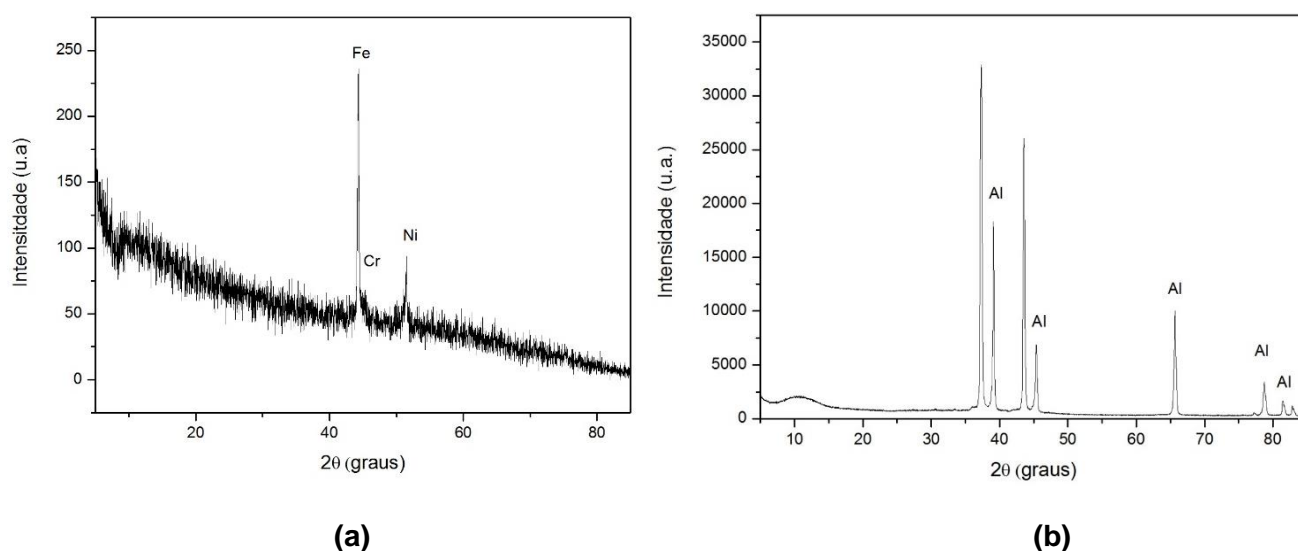 250
200
150
100
50
0
Intensitdade (u.a)
Fe
Cr
Ni
20
40
60
80
2θ (graus)
(a)
35000
30000
25000
20000
15000
10000
5000
0
Intensidade (u.a.)
Al
Al
Al
Al
Al
10
20
30
40
50
60
70
80
2θ (graus)
(b)